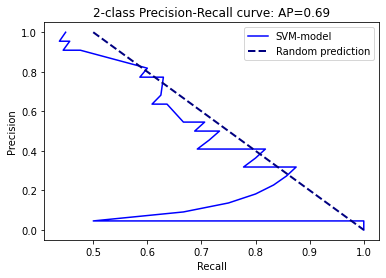 2-class Precision-Recall curve: AP=0.69
SVM-model
Random prediction
1.0
0.8
0.6
0.4
0.2
0.0
Precision
0.5
0.6
0.7
0.8
0.9
1.0
Recall